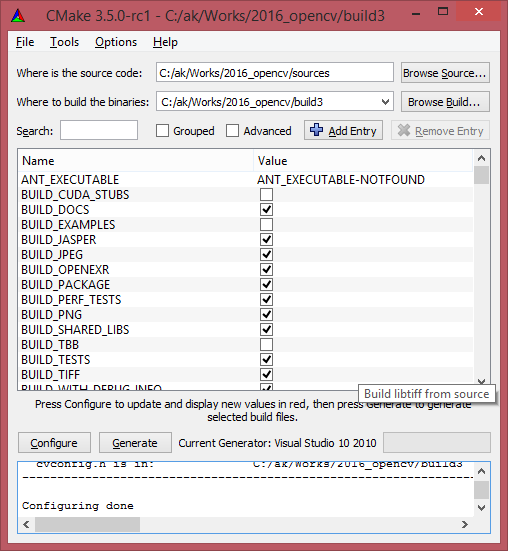 CMake 3.5.0-rc1 - C:/ak/Works/2016_opencv/build3
File Tools Options Help
Where is the source code: C:/ak/Works/2016_opencv/sources Browse Source...
Where to build the binaries: C:/ak/Works/2016_opencv/build3 Browse Build...
Search: Grouped Advanced Add Entry Remove Entry
Name Value
ANT_EXECUTABLE ANT_EXECUTABLE-NOTFOUND
BUILD_CUDA_STUBS
BUILD_DOCS
BUILD_EXAMPLES
BUILD_JASPER
BUILD_JPEG
BUILD_OPENEXR
BUILD_PACKAGE
BUILD_PERF_TESTS
BUILD_PNG
BUILD_SHARED_LIBS
BUILD_TBB
BUILD_TESTS
BUILD_TIFF
BUILD_WITH_DEBUG_INFO
Build libtiff from source
Press Configure to update and display new values in red, then press Generate to generate
selected build files.
Configure Generate Current Generator: Visual Studio 10 2010
cvconfig.h is in: C:/ak/Works/2016_opencv/build3
Configuring done